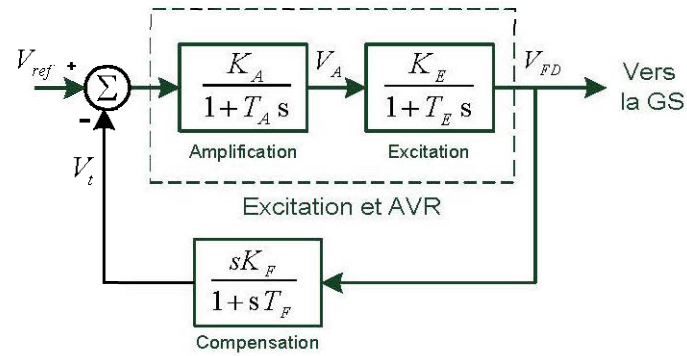 V_ref + Σ -
K_A / (1 + T_A s)
V_A
K_E / (1 + T_E s)
V_FD
Vers
la GS
Amplification
Excitation
V_t
Excitation et AVR
sK_F / (1 + s T_F)
Compensation